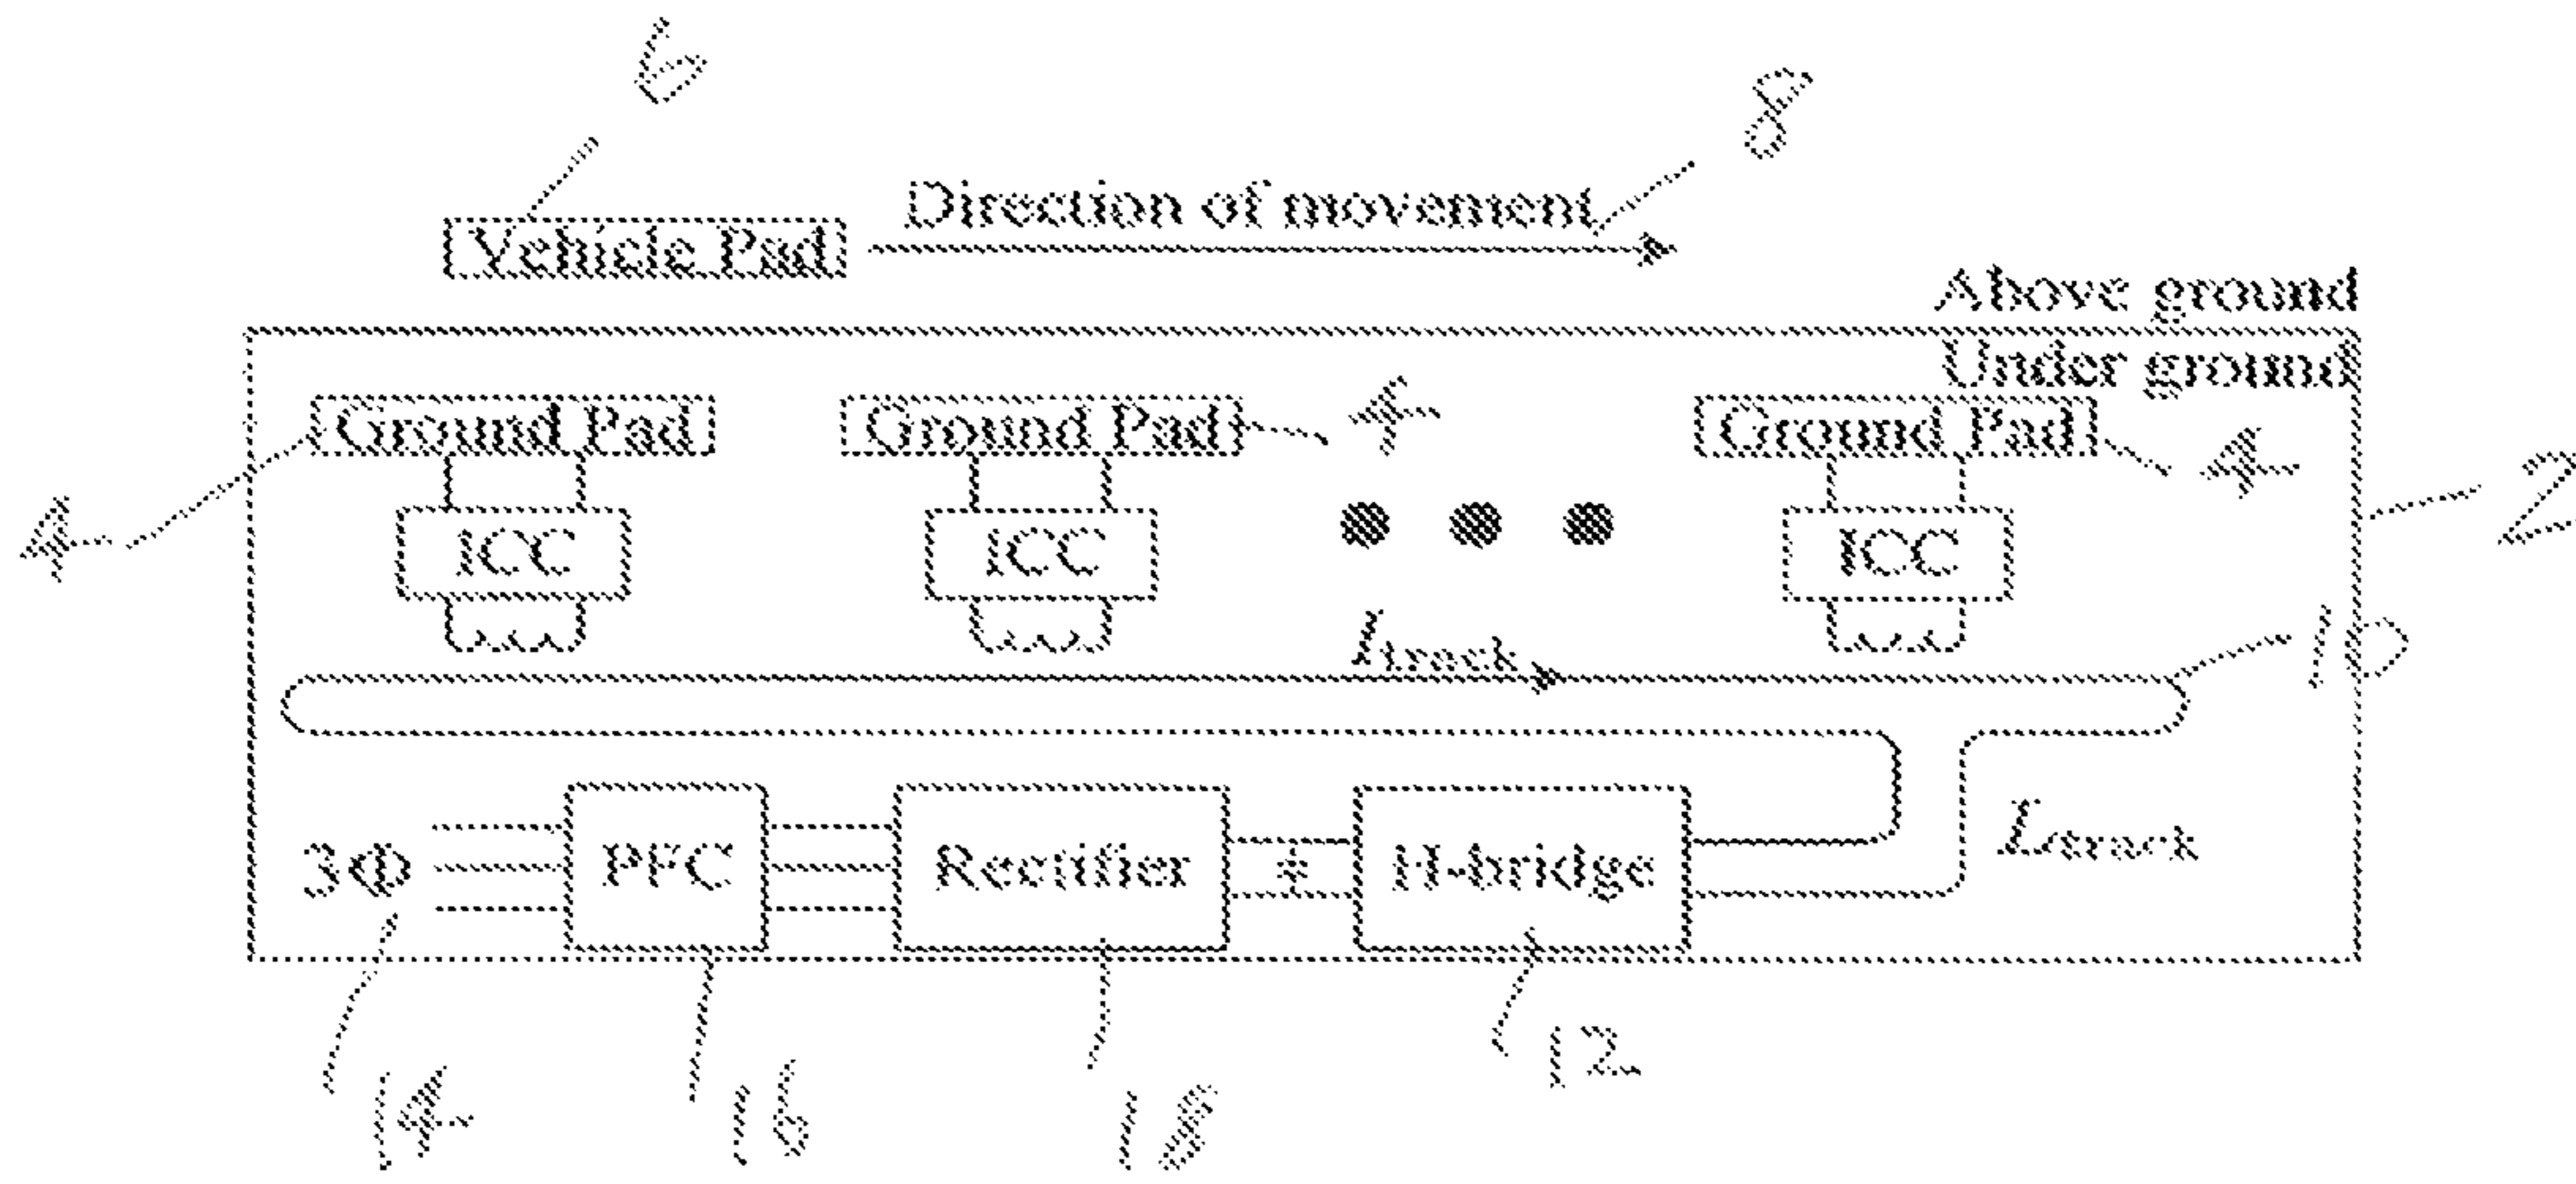 6
8
Direction of movement
Vehicle Pad
Above ground
Under ground
Ground Pad Ground Pad 4 Ground Pad 4
4 ICC ICC ICC 2
Itrack 10
3Φ PFC Rectifier H-bridge Ltrack
14 16 18 12